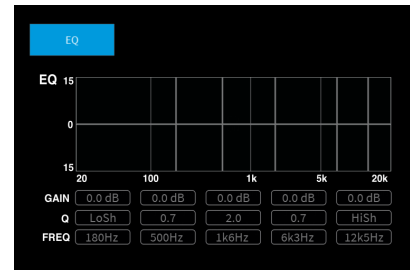 EQ
EQ 15
0
15
20 100 1k 5k 20k
GAIN 0.0 dB 0.0 dB 0.0 dB 0.0 dB 0.0 dB
Q LoSh 0.7 2.0 0.7 HiSh
FREQ 180Hz 500Hz 1k6Hz 6k3Hz 12k5Hz